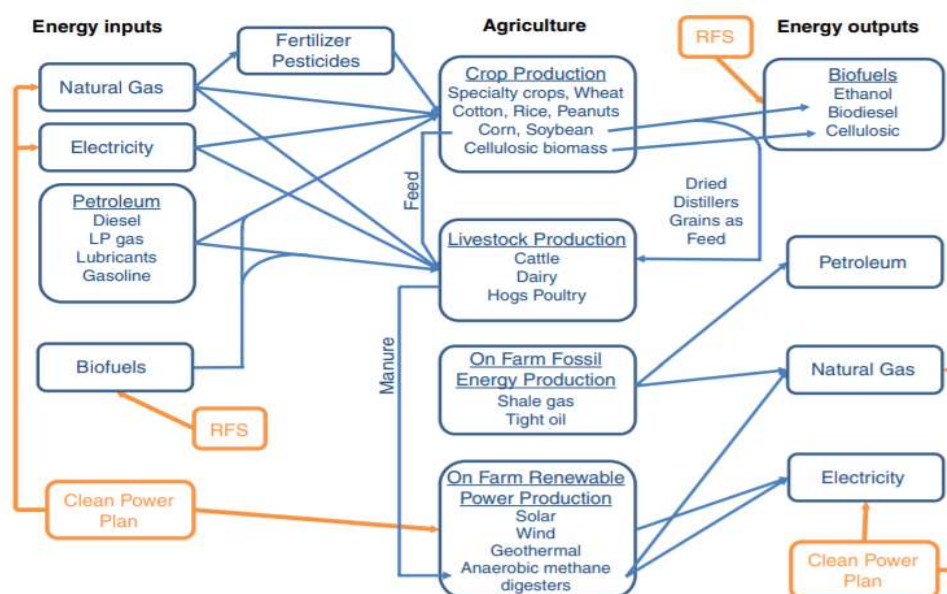 Energy inputs
Agriculture
Energy outputs
Natural Gas
Electricity
Petroleum
Diesel
LP gas
Lubricants
Gasoline
Biofuels
RFS
Clean Power
Plan
Fertilizer
Pesticides
Crop Production
Specialty crops, Wheat
Cotton, Rice, Peanuts
Corn, Soybean
Cellulosic biomass
Feed
Livestock Production
Cattle
Dairy
Hogs Poultry
Manure
On Farm Fossil
Energy Production
Shale gas
Tight oil
On Farm Renewable
Power Production
Solar
Wind
Geothermal
Anaerobic methane
digesters
Dried
Distillers
Grains as
Feed
RFS
Biofuels
Ethanol
Biodiesel
Cellulosic
Petroleum
Natural Gas
Electricity
Clean Power
Plan